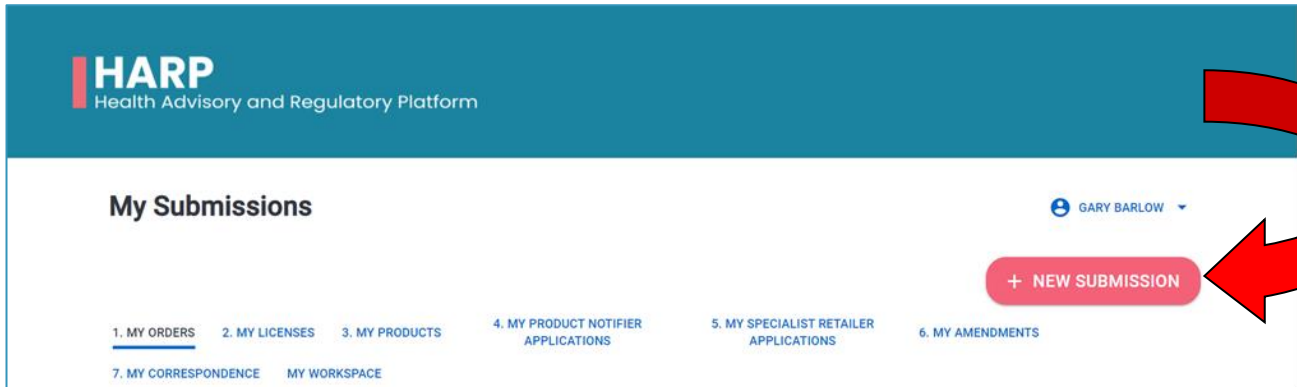 HARP
Health Advisory and Regulatory Platform
My Submissions
GARY BARLOW
+ NEW SUBMISSION
1. MY ORDERS
2. MY LICENSES
3. MY PRODUCTS
4. MY PRODUCT NOTIFIER
APPLICATIONS
5. MY SPECIALIST RETAILER
APPLICATIONS
6. MY AMENDMENTS
7. MY CORRESPONDENCE
MY WORKSPACE